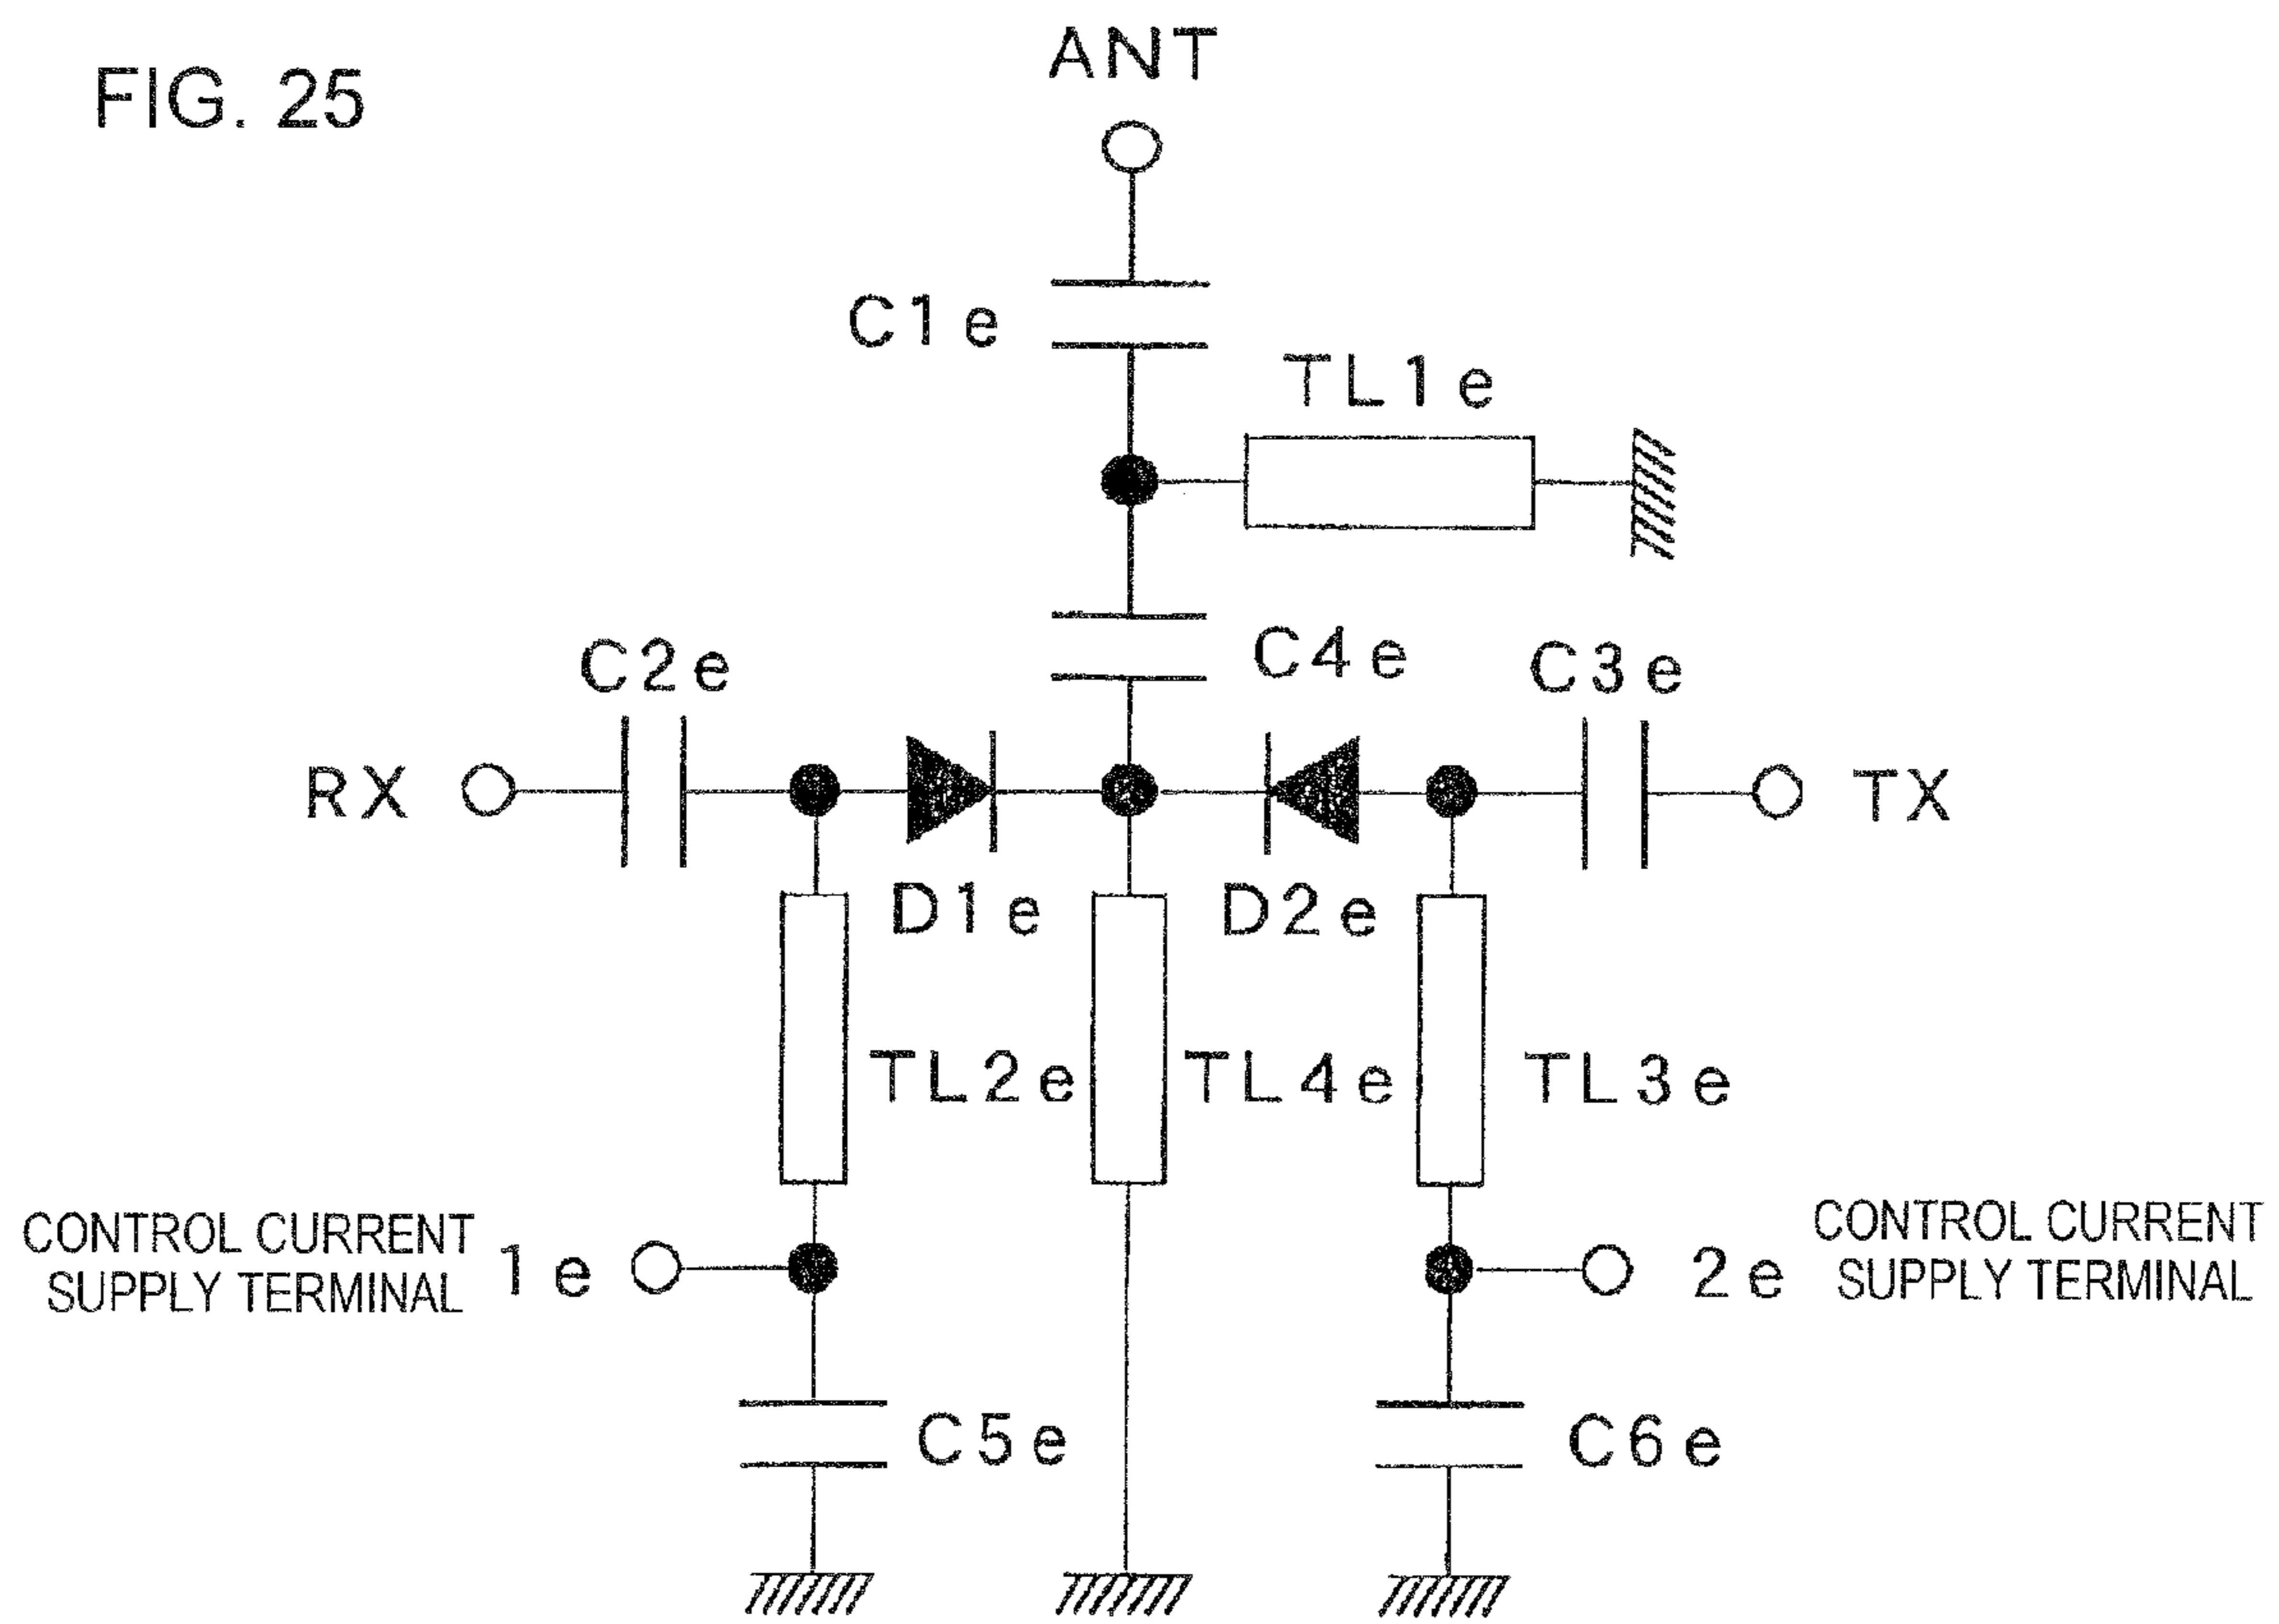 FIG. 25
ANT
C1e
TL1e
C2e
C4e
C3e
RX
TX
D1e
D2e
TL2e
TL4e
TL3e
CONTROL CURRENT
SUPPLY TERMINAL
1e
2e
CONTROL CURRENT
SUPPLY TERMINAL
C5e
C6e